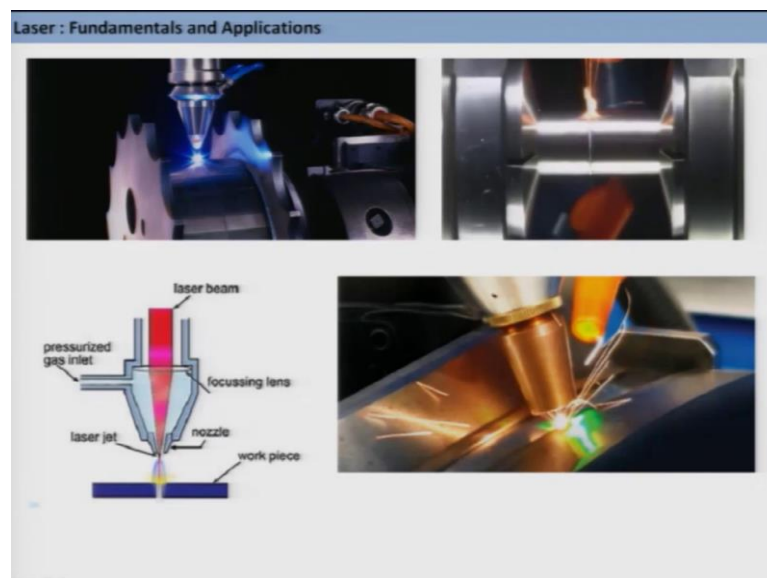 Laser : Fundamentals and Applications
laser beam
pressurized
gas inlet
focussing lens
laser jet
nozzle
work piece